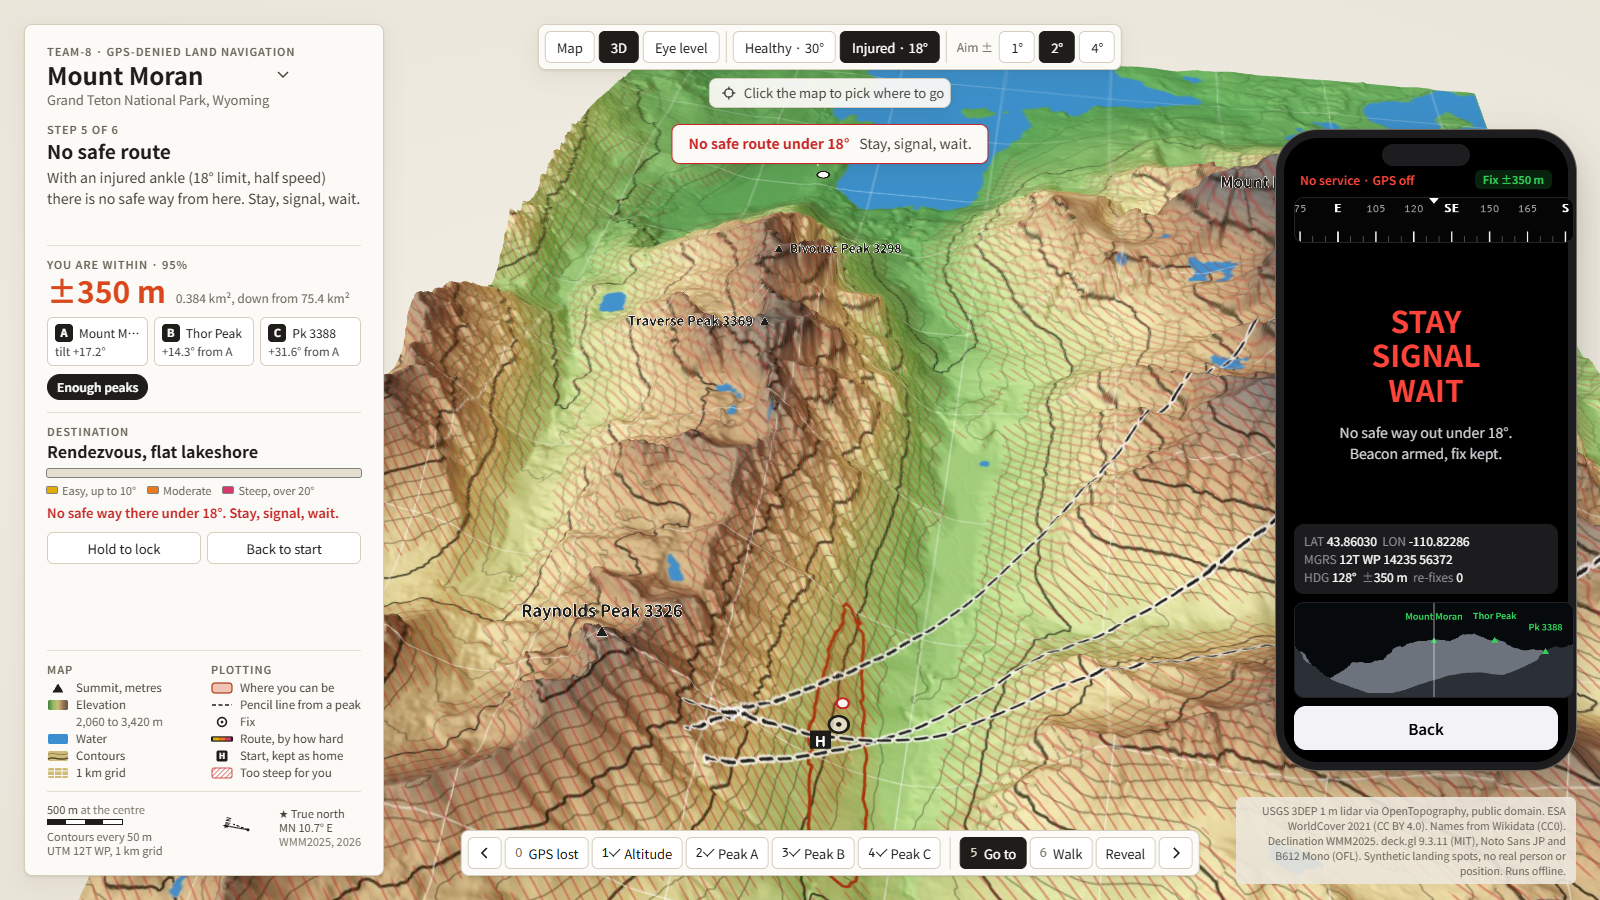 TEAM-8 · GPS-DENIED LAND NAVIGATION
Mount Moran
Grand Teton National Park, Wyoming
STEP 5 OF 6
No safe route
With an injured ankle (18° limit, half speed)
there is no safe way from here. Stay, signal, wait.
YOU ARE WITHIN · 95%
±350 m 0.384 km², down from 75.4 km²
A Mount M···
tilt +17.2°
B Thor Peak
+14.3° from A
C Pk 3388
+31.6° from A
Enough peaks
DESTINATION
Rendezvous, flat lakeshore
Easy, up to 10° Moderate Steep, over 20°
No safe way there under 18°. Stay, signal, wait.
Hold to lock Back to start
MAP
Summit, metres
Elevation
2,060 to 3,420 m
Water
Contours
1 km grid
PLOTTING
Where you can be
Pencil line from a peak
Fix
Route, by how hard
H Start, kept as home
Too steep for you
500 m at the centre
Contours every 50 m
UTM 12T WP, 1 km grid
★ True north
MN 10.7° E
WMM2025, 2026
Map 3D Eye level Healthy · 30° Injured · 18° Aim ± 1° 2° 4°
Click the map to pick where to go
No safe route under 18° Stay, signal, wait.
Bivouac Peak 3298
Traverse Peak 3369
Raynolds Peak 3326
H
Mount
No service · GPS off Fix ±350 m
75 E 105 120 SE 150 165 S
STAY
SIGNAL
WAIT
No safe way out under 18°.
Beacon armed, fix kept.
LAT 43.86030 LON -110.82286
MGRS 12T WP 14235 56372
HDG 128° ±350 m re-fixes 0
Mount Moran Thor Peak
Pk 3388
Back
0 GPS lost 1✓ Altitude 2✓ Peak A 3✓ Peak B 4✓ Peak C 5 Go to 6 Walk Reveal
USGS 3DEP 1 m lidar via OpenTopography, public domain. ESA
WorldCover 2021 (CC BY 4.0). Names from Wikidata (CC0).
Declination WMM2025. deck.gl 9.3.11 (MIT), Noto Sans JP and
B612 Mono (OFL). Synthetic landing spots, no real person or
position. Runs offline.